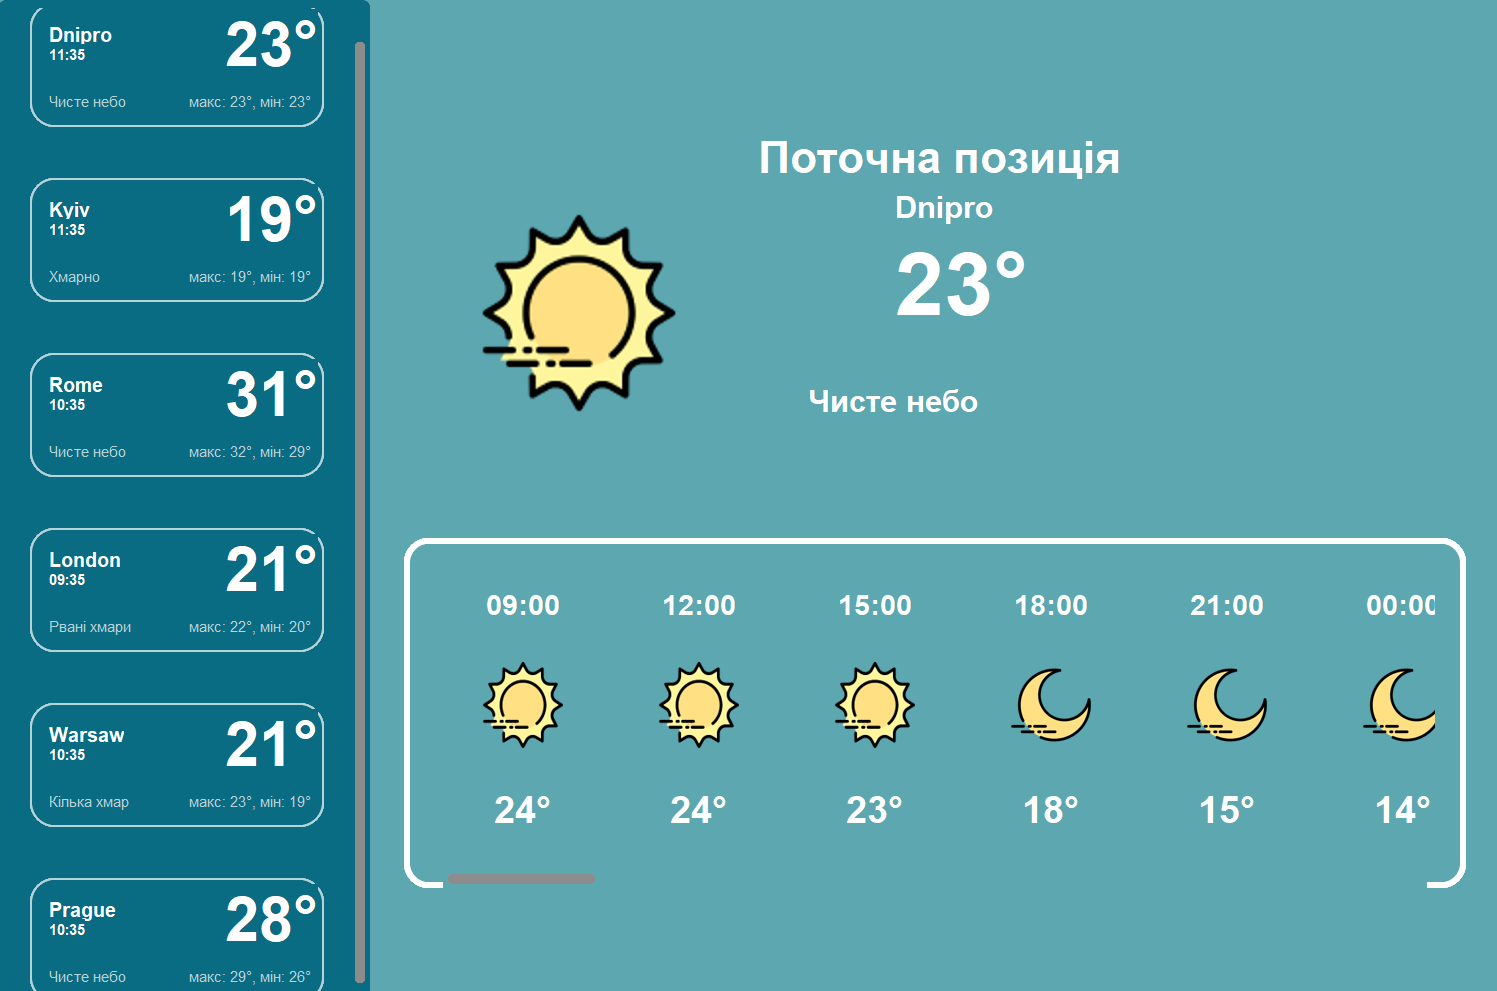 Dnipro
11:35
23°
Чисте небо
макс: 23°, мін: 23°
Kyiv
11:35
19°
Хмарно
макс: 19°, мін: 19°
Rome
10:35
31°
Чисте небо
макс: 32°, мін: 29°
London
09:35
21°
Рвані хмари
макс: 22°, мін: 20°
Warsaw
10:35
21°
Кілька хмар
макс: 23°, мін: 19°
Prague
10:35
28°
Чисте небо
макс: 29°, мін: 26°
Поточна позиція
Dnipro
23°
Чисте небо
09:00 12:00 15:00 18:00 21:00 00:00
24° 24° 23° 18° 15° 14°